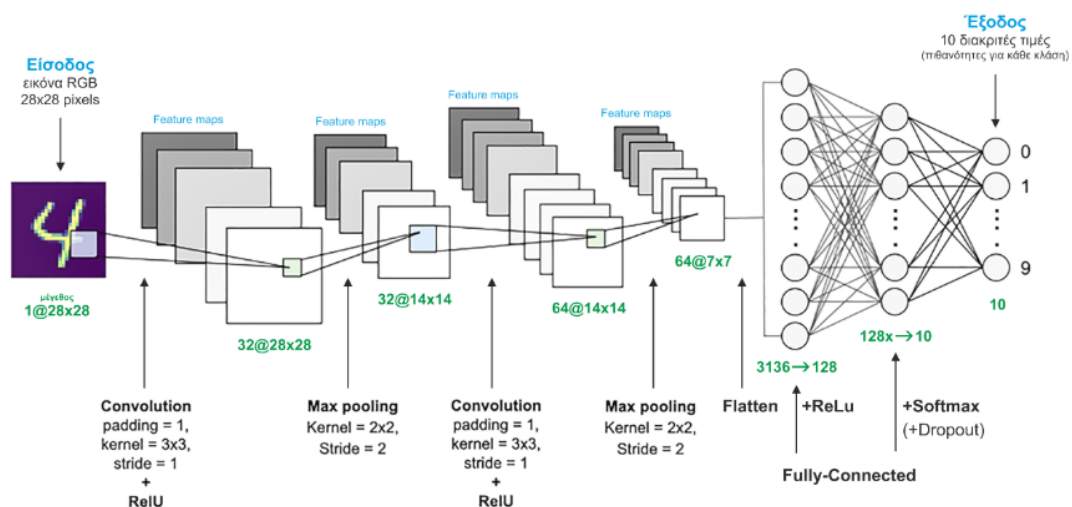 Είσοδος
εικόνα RGB
28x28 pixels
Feature maps
Feature maps
Feature maps
Feature maps
Έξοδος
10 διακριτές τιμές
(πιθανότητες για κάθε κλάση)
0
1
9
μέγεθος
1@28x28
32@28x28
32@14x14
64@14x14
64@7x7
3136→128
128x→10
10
Convolution
padding = 1,
kernel = 3x3,
stride = 1
+
RelU
Max pooling
Kernel = 2x2,
Stride = 2
Convolution
padding = 1,
kernel = 3x3,
stride = 1
+
RelU
Max pooling
Kernel = 2x2,
Stride = 2
Flatten
+ReLu
+Softmax
(+Dropout)
Fully-Connected